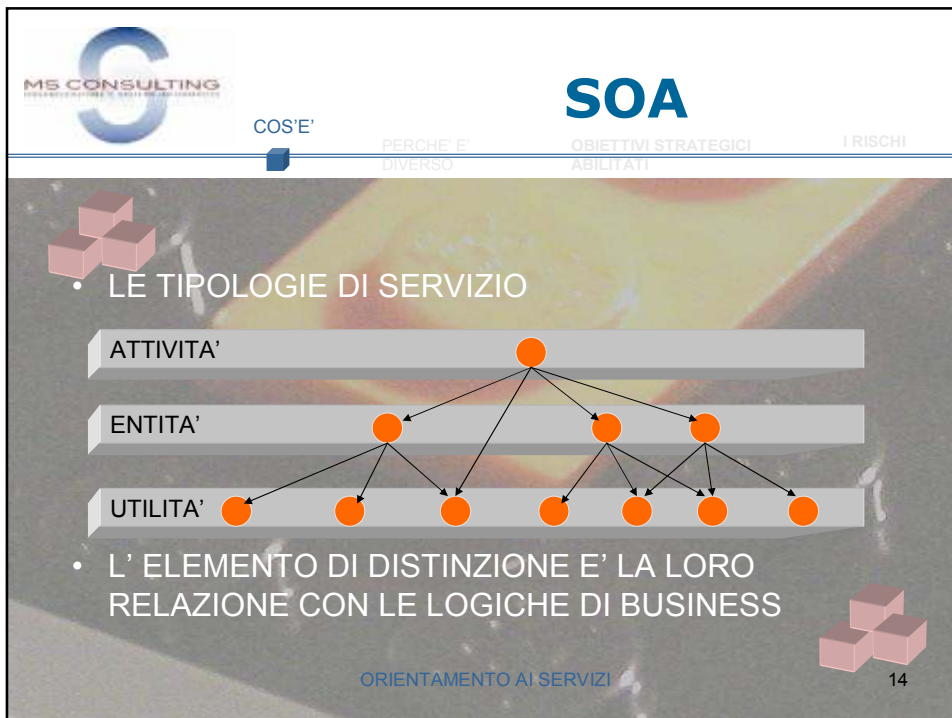 MS CONSULTING
SOA
COS'E'
PERCHE' E'
DIVERSO
OBIETTIVI STRATEGICI
ABILITATI
I RISCHI
• LE TIPOLOGIE DI SERVIZIO
ATTIVITA'
ENTITA'
UTILITA'
• L' ELEMENTO DI DISTINZIONE E' LA LORO
RELAZIONE CON LE LOGICHE DI BUSINESS
ORIENTAMENTO AI SERVIZI
14